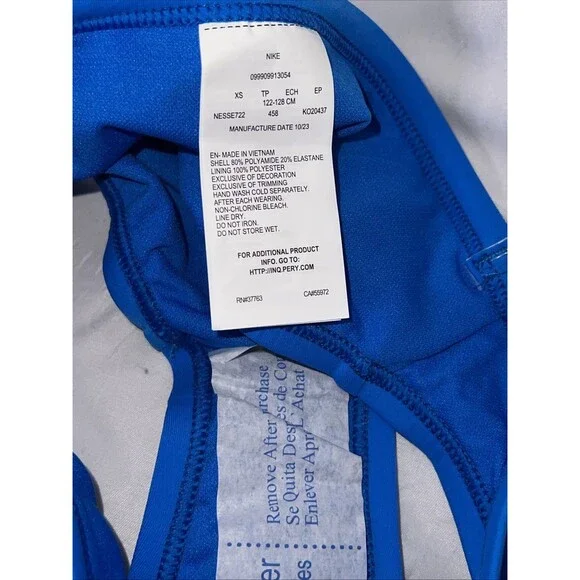 NIKE
099909913054
XS TP ECH EP
122-128 CM
NESSE722 458 KO20437
MANUFACTURE DATE 10/23
EN- MADE IN VIETNAM
SHELL 80% POLYAMIDE 20% ELASTANE
LINING 100% POLYESTER
EXCLUSIVE OF DECORATION
EXCLUSIVE OF TRIMMING
HAND WASH COLD SEPARATELY.
AFTER EACH WEARING.
NON-CHLORINE BLEACH.
LINE DRY.
DO NOT IRON.
DO NOT STORE WET.
FOR ADDITIONAL PRODUCT
INFO. GO TO:
HTTP://INQ.PERY.COM
RN#37763 CA#55972
Remove After
Se Quita Des
Enlever Apr
Achat